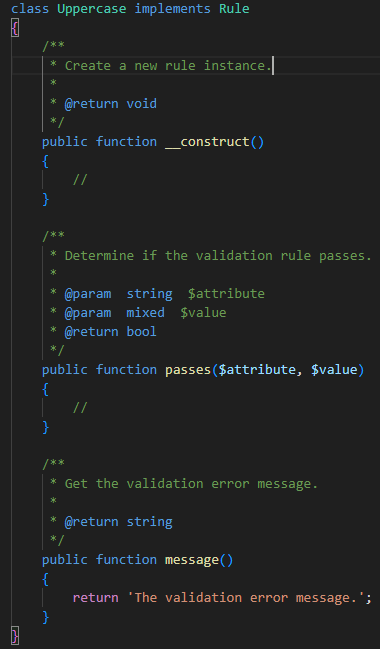 class Uppercase implements Rule
{
    /**
     * Create a new rule instance.
     *
     * @return void
     */
    public function __construct()
    {
        //
    }

    /**
     * Determine if the validation rule passes.
     *
     * @param  string  $attribute
     * @param  mixed  $value
     * @return bool
     */
    public function passes($attribute, $value)
    {
        //
    }

    /**
     * Get the validation error message.
     *
     * @return string
     */
    public function message()
    {
        return 'The validation error message.';
    }
}